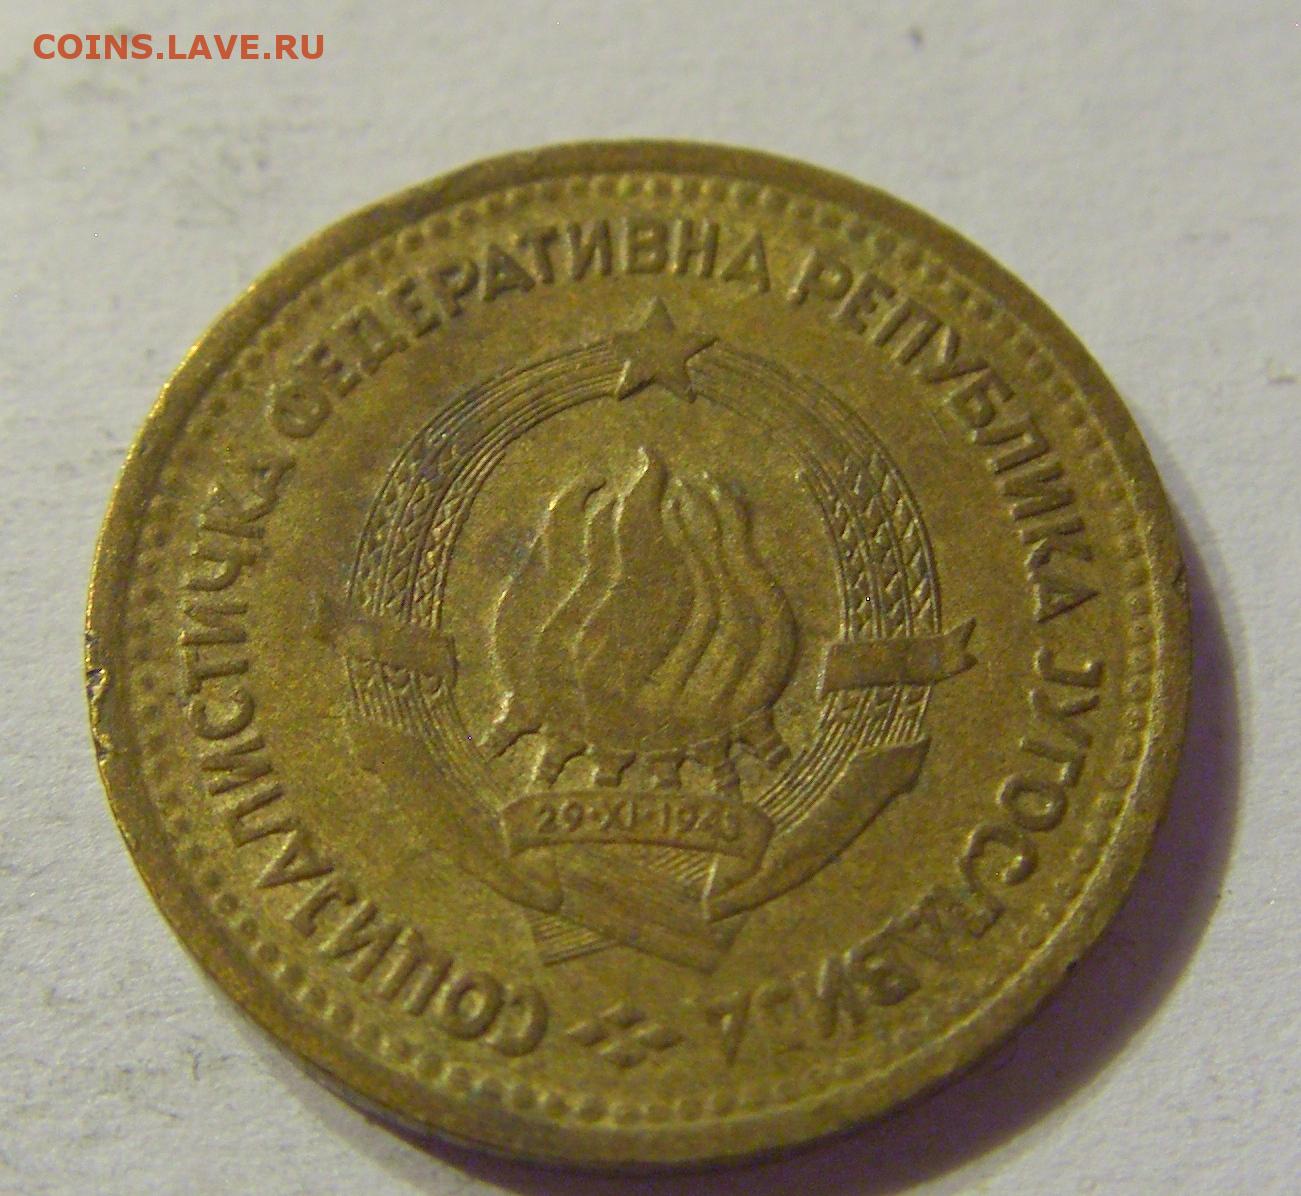 COINS.LAVE.RU
СОЦИЈАЛИСТИЧКА ФЕДЕРАТИВНА РЕПУБЛИКА ЈУГОСЛАВИЈА
29·XI·1943